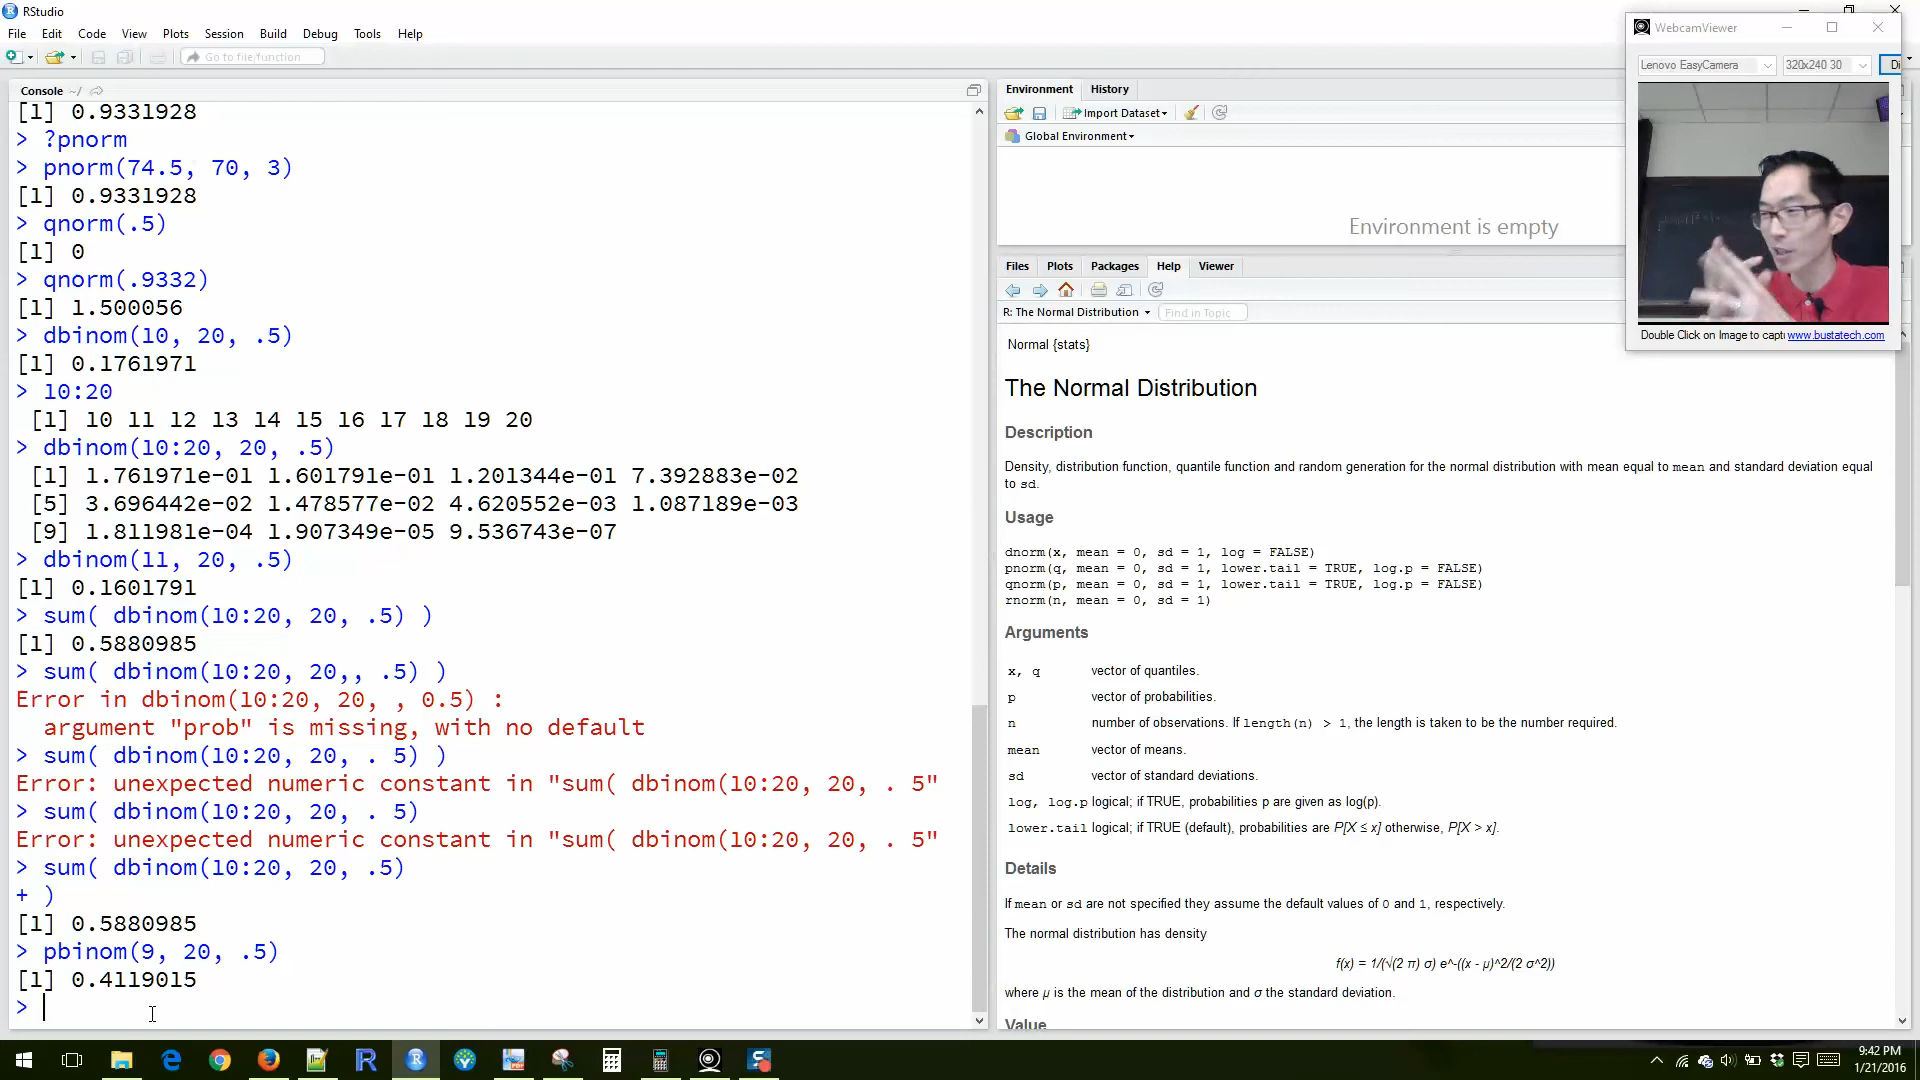 RStudio
File Edit Code View Plots Session Build Debug Tools Help
Go to file/function
Console ~/
[1] 0.9331928
> ?pnorm
> pnorm(74.5, 70, 3)
[1] 0.9331928
> qnorm(.5)
[1] 0
> qnorm(.9332)
[1] 1.500056
> dbinom(10, 20, .5)
[1] 0.1761971
> 10:20
[1] 10 11 12 13 14 15 16 17 18 19 20
> dbinom(10:20, 20, .5)
[1] 1.761971e-01 1.601791e-01 1.201344e-01 7.392883e-02
[5] 3.696442e-02 1.478577e-02 4.620552e-03 1.087189e-03
[9] 1.811981e-04 1.907349e-05 9.536743e-07
> dbinom(11, 20, .5)
[1] 0.1601791
> sum( dbinom(10:20, 20, .5) )
[1] 0.5880985
> sum( dbinom(10:20, 20,, .5) )
Error in dbinom(10:20, 20, , 0.5) :
argument "prob" is missing, with no default
> sum( dbinom(10:20, 20, . 5) )
Error: unexpected numeric constant in "sum( dbinom(10:20, 20, . 5"
> sum( dbinom(10:20, 20, . 5)
Error: unexpected numeric constant in "sum( dbinom(10:20, 20, . 5"
> sum( dbinom(10:20, 20, .5)
+ )
[1] 0.5880985
> pbinom(9, 20, .5)
[1] 0.4119015
>
Environment History
Import Dataset
Global Environment
Environment is empty
Files Plots Packages Help Viewer
R: The Normal Distribution Find in Topic
Normal {stats}
The Normal Distribution
Description
Density, distribution function, quantile function and random generation for the normal distribution with mean equal to mean and standard deviation equal
to sd.
Usage
dnorm(x, mean = 0, sd = 1, log = FALSE)
pnorm(q, mean = 0, sd = 1, lower.tail = TRUE, log.p = FALSE)
qnorm(p, mean = 0, sd = 1, lower.tail = TRUE, log.p = FALSE)
rnorm(n, mean = 0, sd = 1)
Arguments
x, q vector of quantiles.
p vector of probabilities.
n number of observations. If length(n) > 1, the length is taken to be the number required.
mean vector of means.
sd vector of standard deviations.
log, log.p logical; if TRUE, probabilities p are given as log(p).
lower.tail logical; if TRUE (default), probabilities are P[X ≤ x] otherwise, P[X > x].
Details
If mean or sd are not specified they assume the default values of 0 and 1, respectively.
The normal distribution has density
f(x) = 1/(√(2 π) σ) e^-((x - μ)^2/(2 σ^2))
where μ is the mean of the distribution and σ the standard deviation.
Value
WebcamViewer
Lenovo EasyCamera 320x240 30 Di
Double Click on Image to capt www.bustatech.com
9:42 PM
1/21/2016